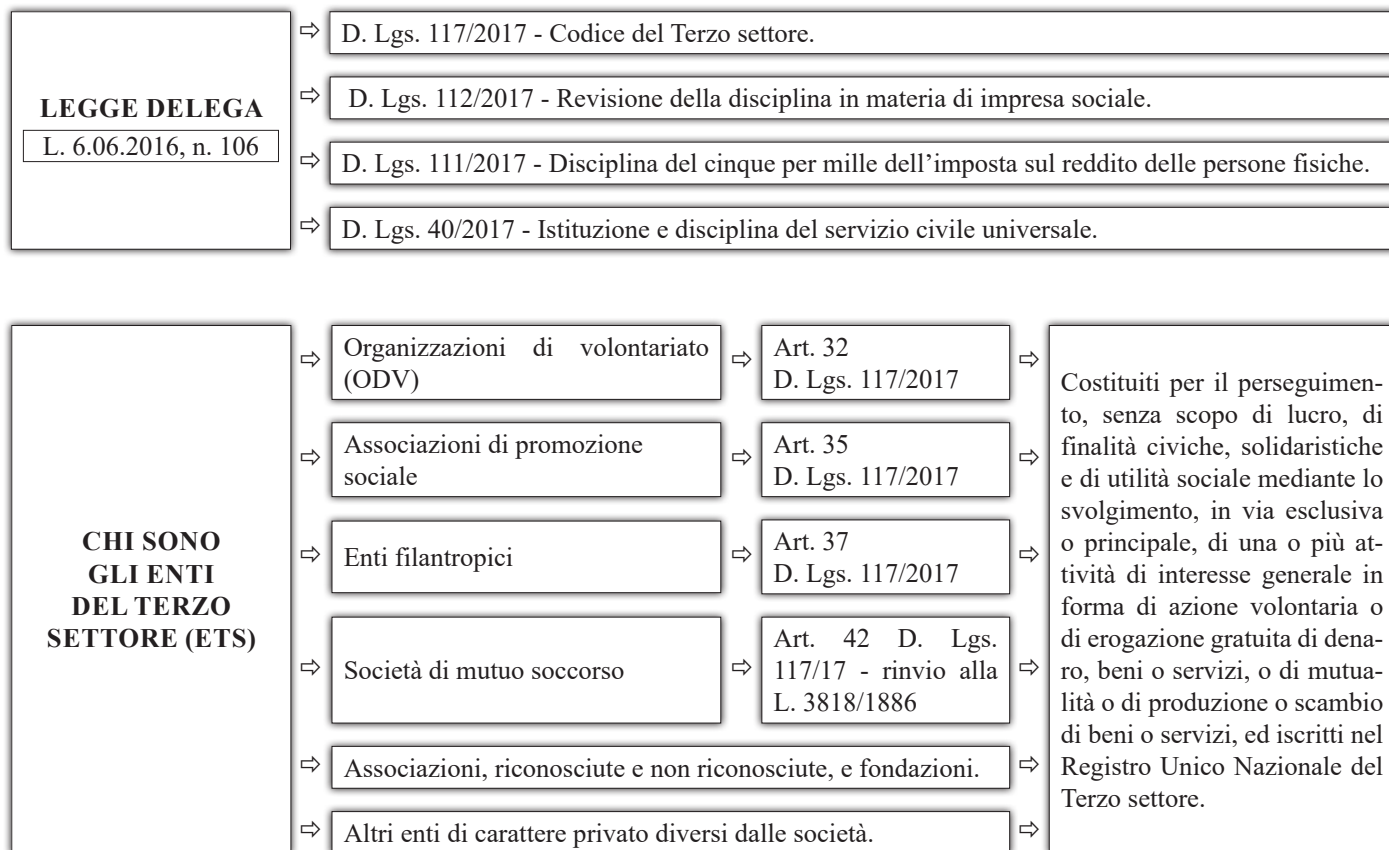 LEGGE DELEGA
L. 6.06.2016, n. 106
⇨ D. Lgs. 117/2017 - Codice del Terzo settore.
⇨ D. Lgs. 112/2017 - Revisione della disciplina in materia di impresa sociale.
⇨ D. Lgs. 111/2017 - Disciplina del cinque per mille dell’imposta sul reddito delle persone fisiche.
⇨ D. Lgs. 40/2017 - Istituzione e disciplina del servizio civile universale.
CHI SONO
GLI ENTI
DEL TERZO
SETTORE (ETS)
⇨ Organizzazioni di volontariato
(ODV)
⇨ Art. 32
D. Lgs. 117/2017
⇨ Associazioni di promozione
sociale
⇨ Art. 35
D. Lgs. 117/2017
⇨ Enti filantropici
⇨ Art. 37
D. Lgs. 117/2017
⇨ Società di mutuo soccorso
⇨ Art. 42 D. Lgs.
117/17 - rinvio alla
L. 3818/1886
⇨ Associazioni, riconosciute e non riconosciute, e fondazioni.
⇨ Altri enti di carattere privato diversi dalle società.
Costituiti per il perseguimen-
to, senza scopo di lucro, di
finalità civiche, solidaristiche
e di utilità sociale mediante lo
svolgimento, in via esclusiva
o principale, di una o più at-
tività di interesse generale in
forma di azione volontaria o
di erogazione gratuita di dena-
ro, beni o servizi, o di mutua-
lità o di produzione o scambio
di beni o servizi, ed iscritti nel
Registro Unico Nazionale del
Terzo settore.